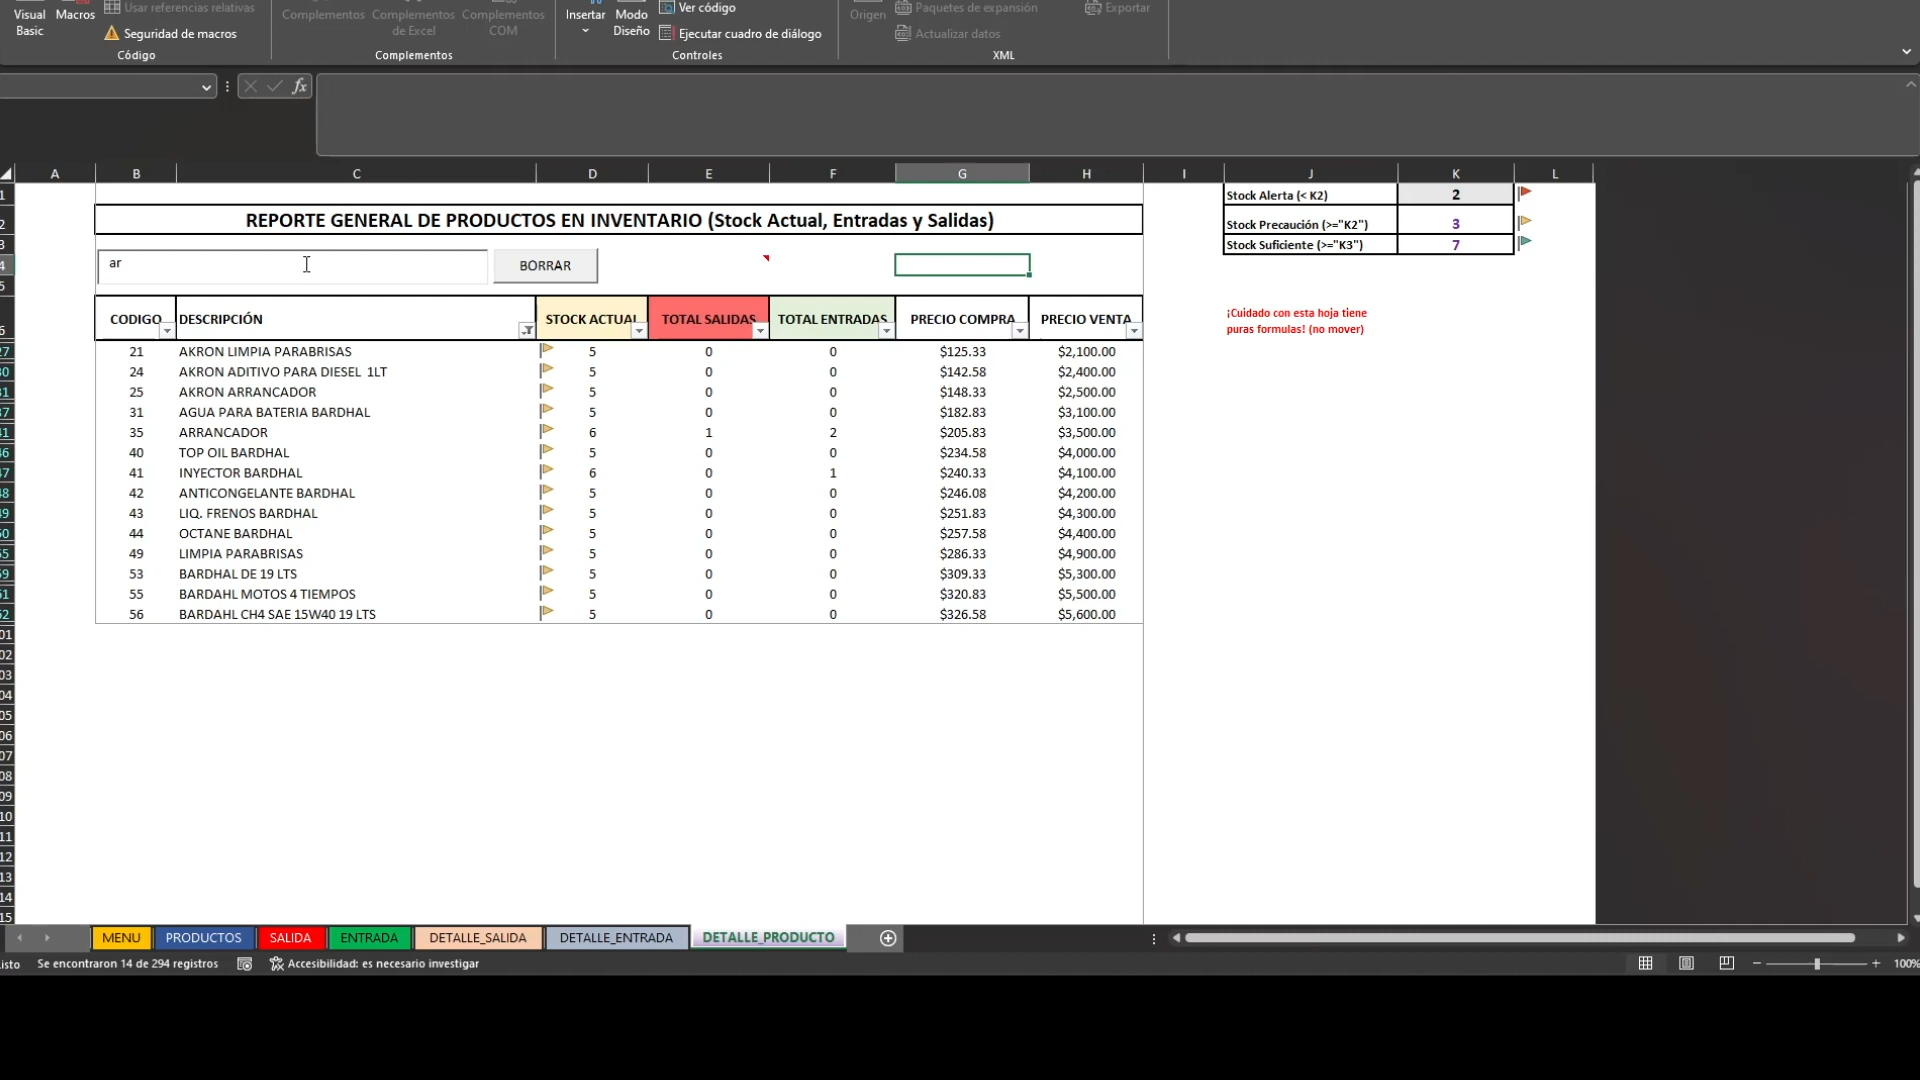 Visual Basic
Macros
Usar referencias relativas
Seguridad de macros
Código
Complementos
Complementos de Excel
Complementos COM
Complementos
Insertar
Modo Diseño
Ver código
Ejecutar cuadro de diálogo
Controles
Origen
Paquetes de expansión
Actualizar datos
Exportar
XML
fx
A B C D E F G H I J K L
REPORTE GENERAL DE PRODUCTOS EN INVENTARIO (Stock Actual, Entradas y Salidas)
Stock Alerta (< K2) 2
Stock Precaución (>="K2") 3
Stock Suficiente (>="K3") 7
ar
BORRAR
¡Cuidado con esta hoja tiene
puras formulas! (no mover)
CODIGO DESCRIPCIÓN STOCK ACTUAL TOTAL SALIDAS TOTAL ENTRADAS PRECIO COMPRA PRECIO VENTA
21 AKRON LIMPIA PARABRISAS 5 0 0 $125.33 $2,100.00
24 AKRON ADITIVO PARA DIESEL 1LT 5 0 0 $142.58 $2,400.00
25 AKRON ARRANCADOR 5 0 0 $148.33 $2,500.00
31 AGUA PARA BATERIA BARDHAL 5 0 0 $182.83 $3,100.00
35 ARRANCADOR 6 1 2 $205.83 $3,500.00
40 TOP OIL BARDHAL 5 0 0 $234.58 $4,000.00
41 INYECTOR BARDHAL 6 0 1 $240.33 $4,100.00
42 ANTICONGELANTE BARDHAL 5 0 0 $246.08 $4,200.00
43 LIQ. FRENOS BARDHAL 5 0 0 $251.83 $4,300.00
44 OCTANE BARDHAL 5 0 0 $257.58 $4,400.00
49 LIMPIA PARABRISAS 5 0 0 $286.33 $4,900.00
53 BARDHAL DE 19 LTS 5 0 0 $309.33 $5,300.00
55 BARDAHL MOTOS 4 TIEMPOS 5 0 0 $320.83 $5,500.00
56 BARDAHL CH4 SAE 15W40 19 LTS 5 0 0 $326.58 $5,600.00
MENU PRODUCTOS SALIDA ENTRADA DETALLE_SALIDA DETALLE_ENTRADA DETALLE_PRODUCTO
Se encontraron 14 de 294 registros
Accesibilidad: es necesario investigar
100%